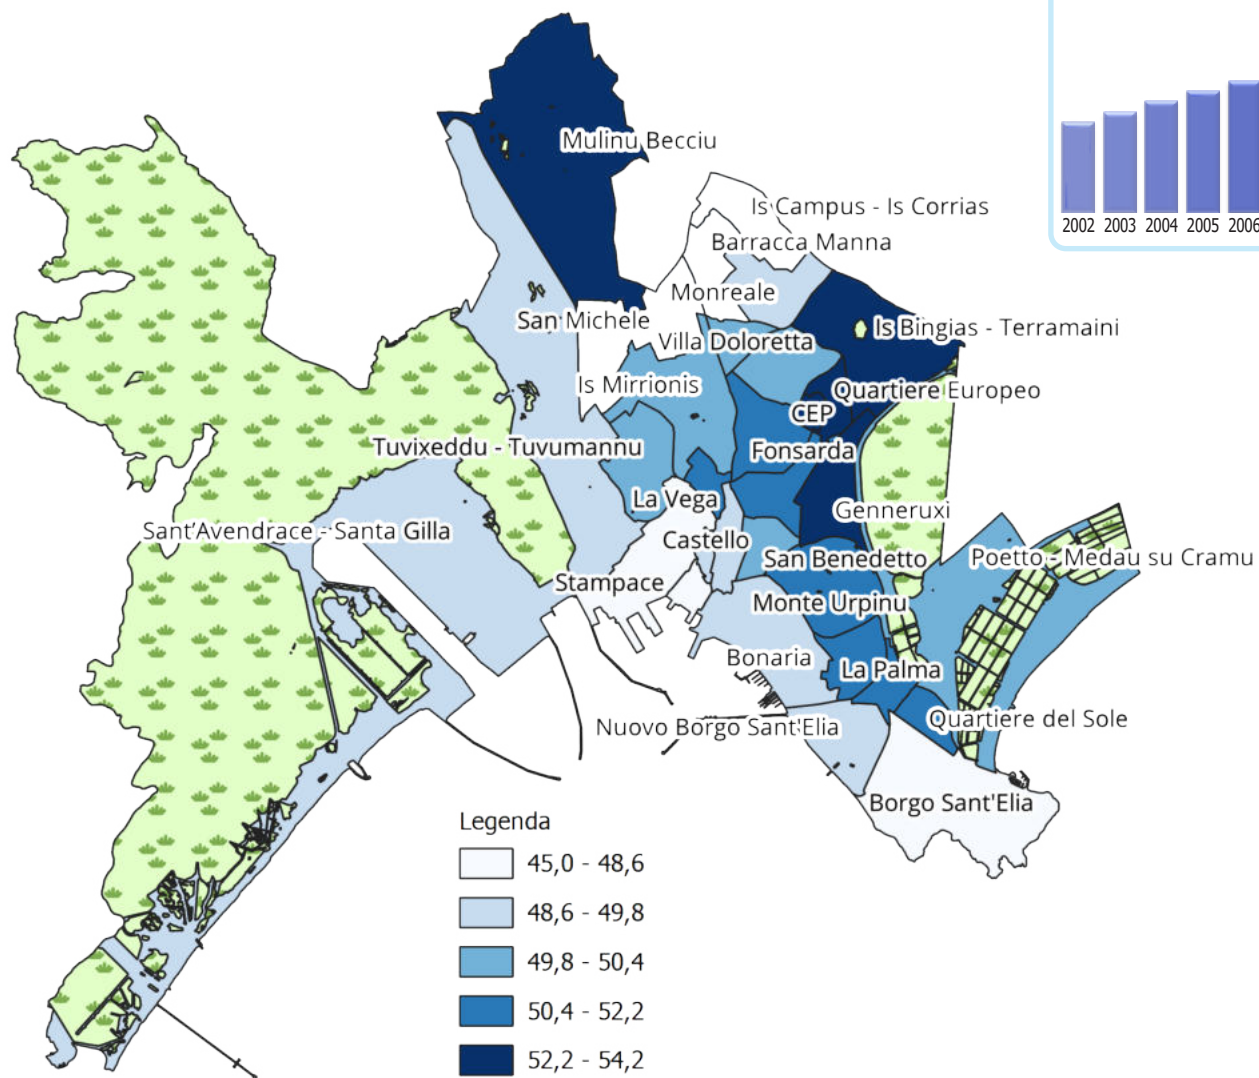 2002 2003 2004 2005 2006
Mulinu Becciu
Is Campus - Is Corrias
Barracca Manna
Monreale
San Michele
Is Bingias - Terramaini
Villa Doloretta
Is Mirrionis
Quartiere Europeo
CEP
Tuvixeddu - Tuvumannu
Fonsarda
La Vega
Genneruxi
Sant'Avendrace - Santa Gilla
Castello
San Benedetto
Poetto - Medau su Cramu
Stampace
Monte Urpinu
Bonaria
La Palma
Nuovo Borgo Sant'Elia
Quartiere del Sole
Borgo Sant'Elia
Legenda
45,0 - 48,6
48,6 - 49,8
49,8 - 50,4
50,4 - 52,2
52,2 - 54,2